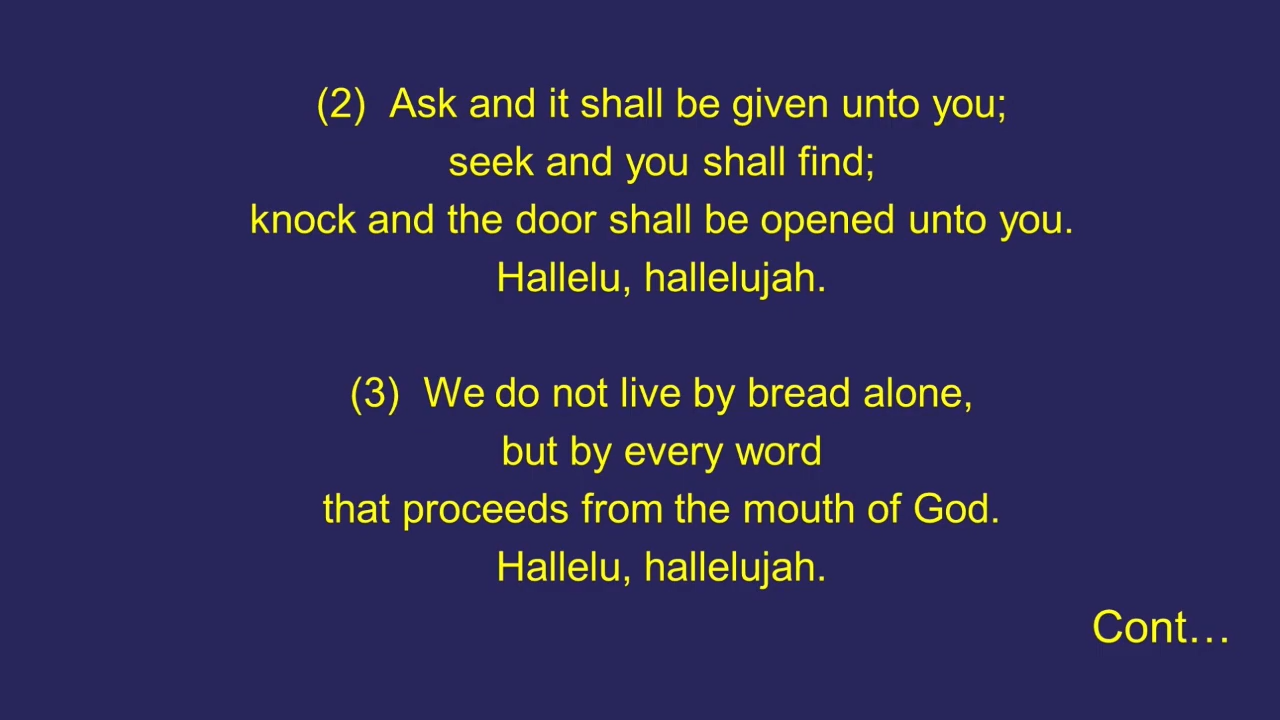 (2) Ask and it shall be given unto you;
seek and you shall find;
knock and the door shall be opened unto you.
Hallelu, hallelujah.
(3) We do not live by bread alone,
but by every word
that proceeds from the mouth of God.
Hallelu, hallelujah.
Cont…